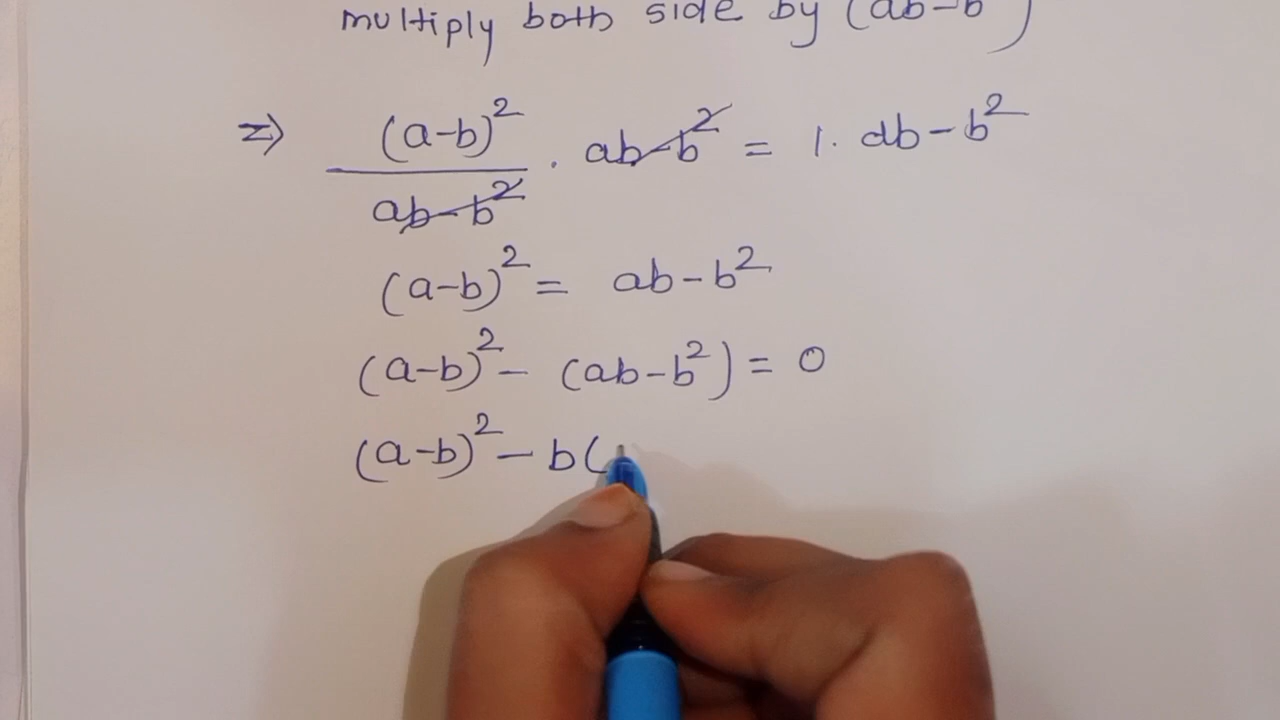 multiply both side by (ab-b)
=> (a-b)² / ab-b² . ab-b² = 1. ab-b²
(a-b)² = ab-b²
(a-b)² - (ab-b²) = 0
(a-b)² - b(